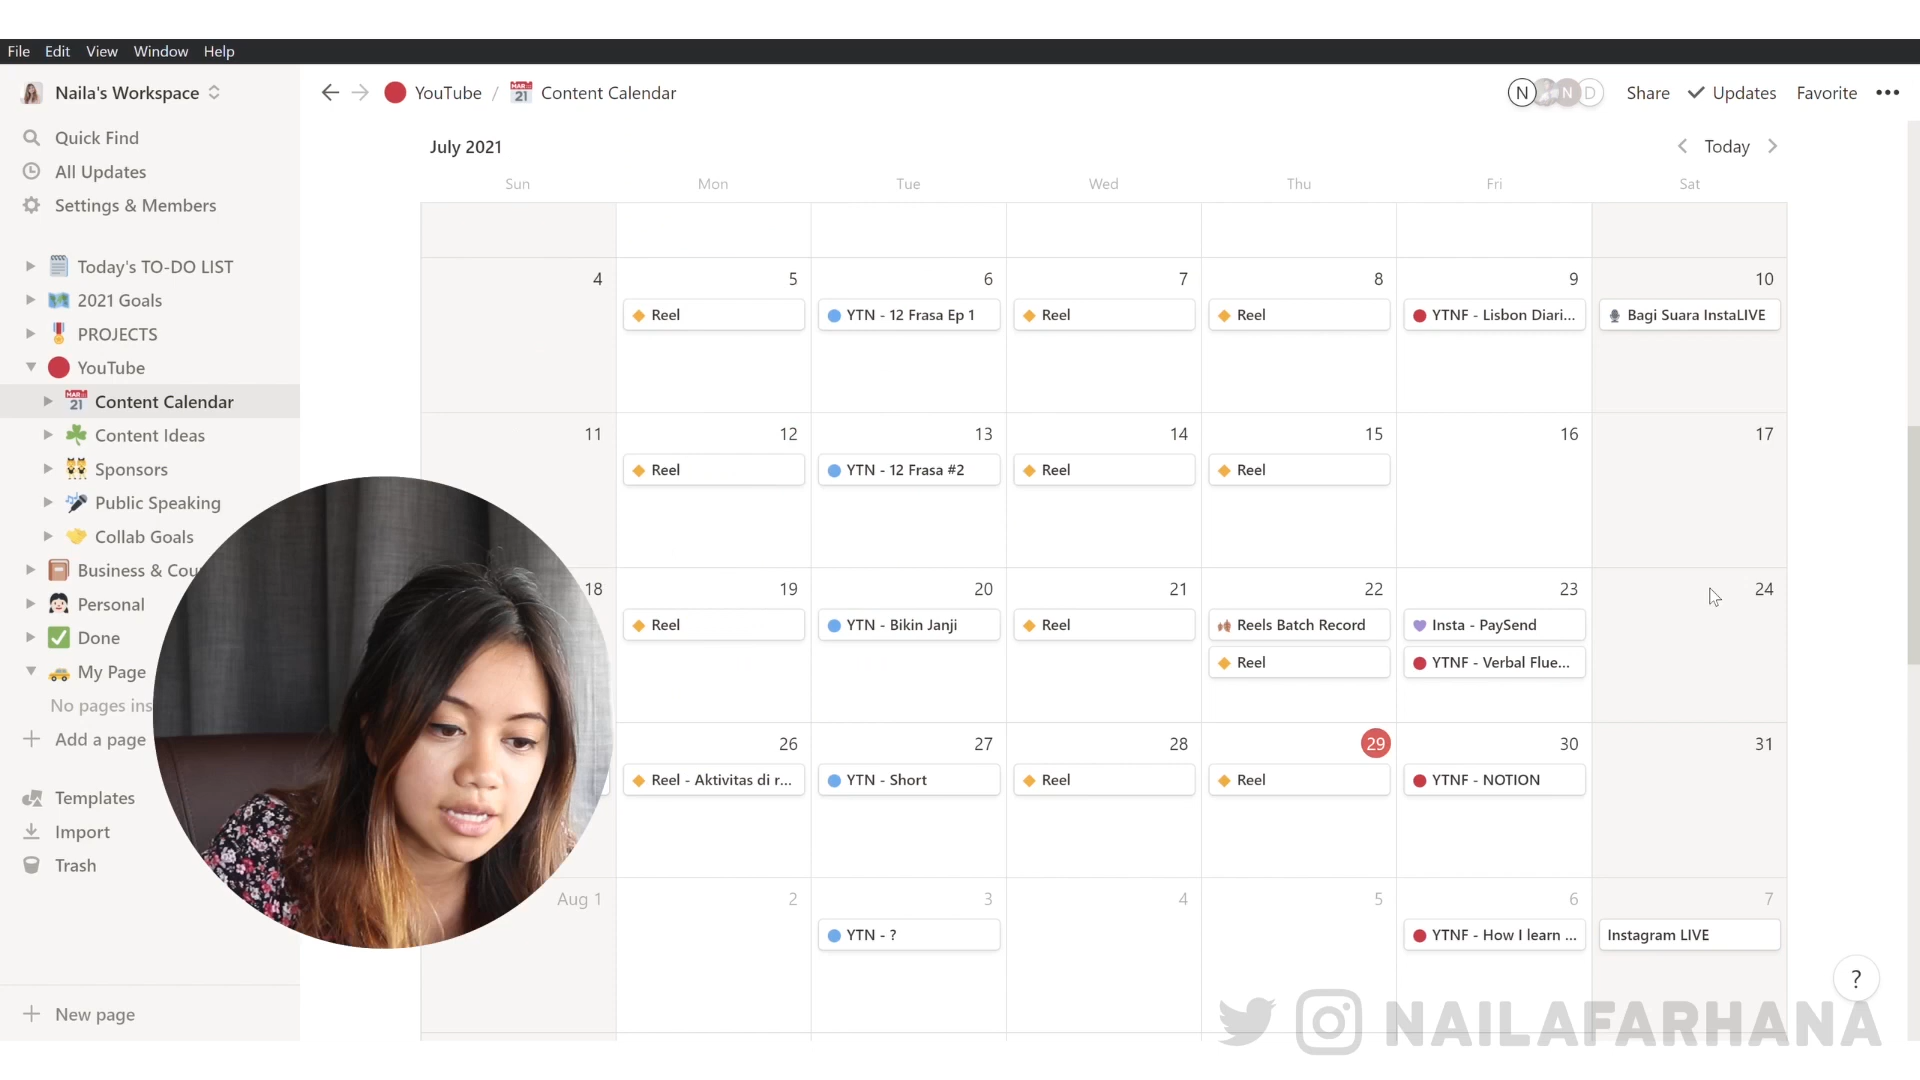 File Edit View Window Help
Naila's Workspace
Quick Find
All Updates
Settings & Members
Today's TO-DO LIST
2021 Goals
PROJECTS
YouTube
MAR 21 Content Calendar
Content Ideas
Sponsors
Public Speaking
Collab Goals
Business & Cou
Personal
Done
My Page
No pages ins
Add a page
Templates
Import
Trash
New page
YouTube / MAR 21 Content Calendar
N N D Share Updates Favorite
July 2021
Today
Sun Mon Tue Wed Thu Fri Sat
4 5 6 7 8 9 10
Reel YTN - 12 Frasa Ep 1 Reel Reel YTNF - Lisbon Diari... Bagi Suara InstaLIVE
11 12 13 14 15 16 17
Reel YTN - 12 Frasa #2 Reel Reel
18 19 20 21 22 23 24
Reel YTN - Bikin Janji Reel Reels Batch Record Insta - PaySend
Reel YTNF - Verbal Flue...
26 27 28 29 30 31
Reel - Aktivitas di r... YTN - Short Reel Reel YTNF - NOTION
Aug 1 2 3 4 5 6 7
YTN - ? YTNF - How I learn ... Instagram LIVE
?
NAILAFARHANA